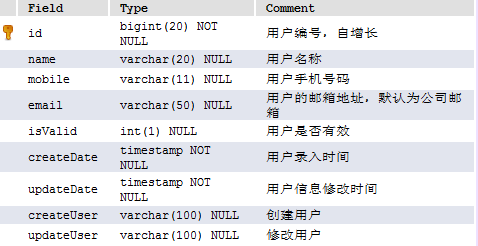 Field Type Comment
id bigint(20) NOT NULL 用户编号，自增长
name varchar(20) NULL 用户名称
mobile varchar(11) NULL 用户手机号码
email varchar(50) NULL 用户的邮箱地址，默认为公司邮箱
isValid int(1) NULL 用户是否有效
createDate timestamp NOT NULL 用户录入时间
updateDate timestamp NOT NULL 用户信息修改时间
createUser varchar(100) NULL 创建用户
updateUser varchar(100) NULL 修改用户